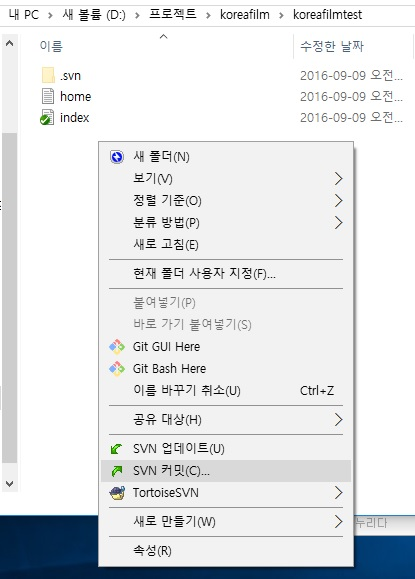 내 PC > 새 볼륨 (D:) > 프로젝트 > koreafilm > koreafilmtest
이름 수정한 날짜
.svn 2016-09-09 오전...
home 2016-09-09 오전...
index 2016-09-09 오전...
새 폴더(N)
보기(V)
정렬 기준(O)
분류 방법(P)
새로 고침(E)
현재 폴더 사용자 지정(F)...
붙여넣기(P)
바로 가기 붙여넣기(S)
Git GUI Here
Git Bash Here
이름 바꾸기 취소(U) Ctrl+Z
공유 대상(H)
SVN 업데이트(U)
SVN 커밋(C)...
TortoiseSVN
새로 만들기(W)
누리다
속성(R)